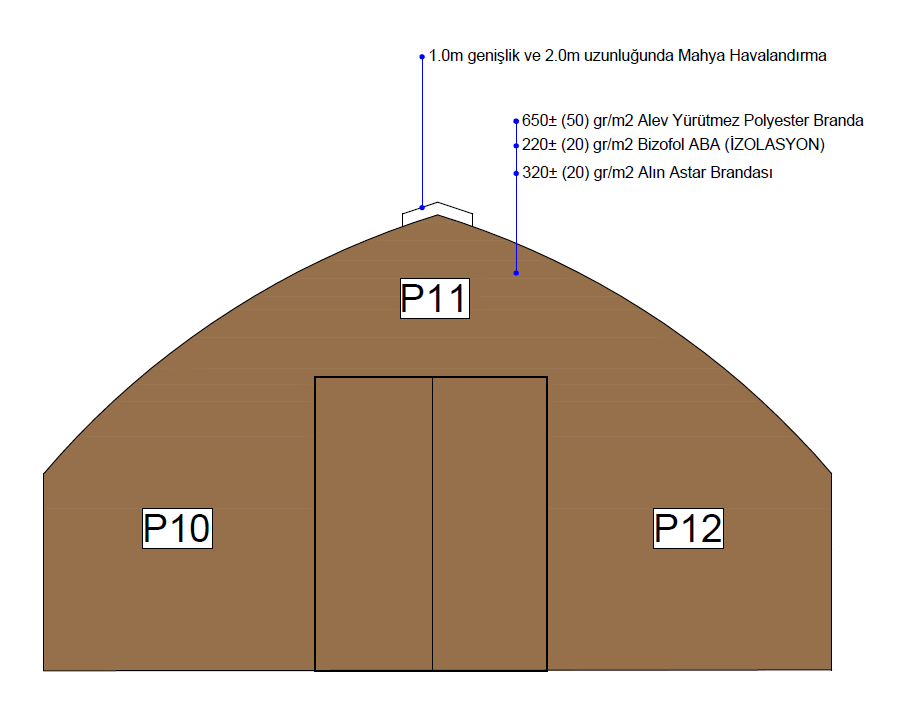 1.0m genişlik ve 2.0m uzunluğunda Mahya Havalandırma
650± (50) gr/m2 Alev Yürütmez Polyester Branda
220± (20) gr/m2 Bizofol ABA (İZOLASYON)
320± (20) gr/m2 Alın Astar Brandası
P11
P10
P12